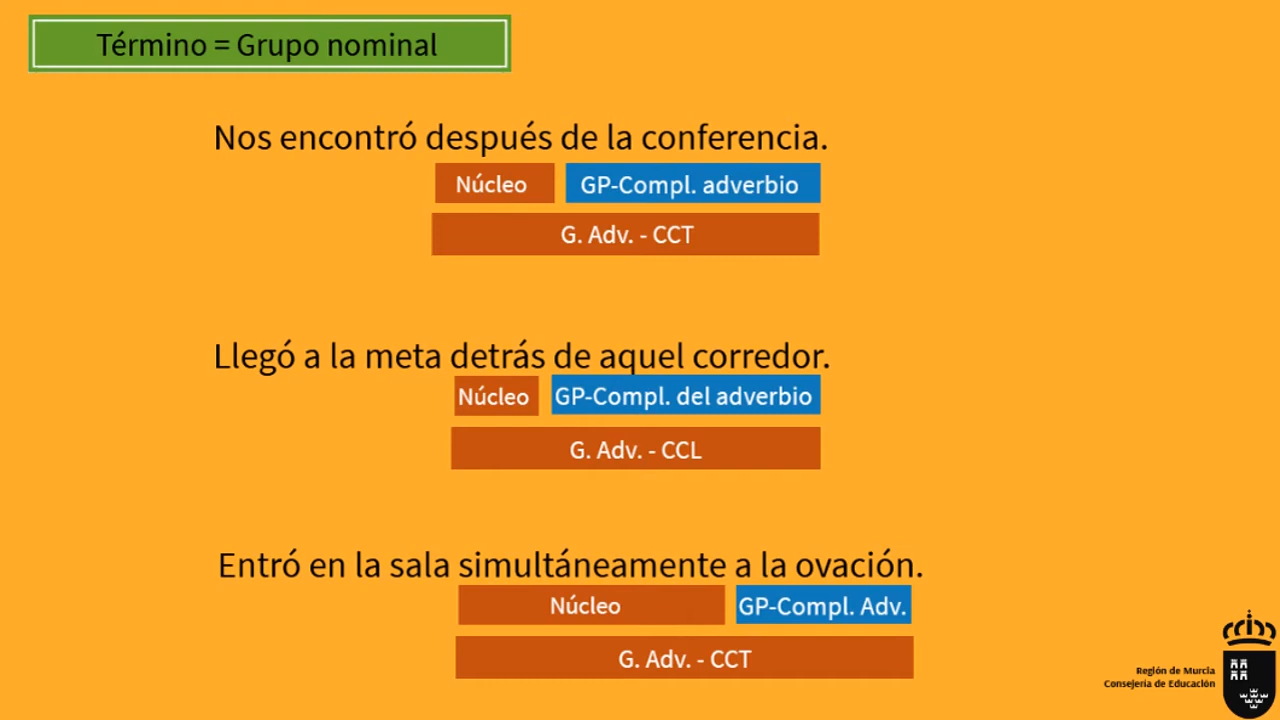 Término = Grupo nominal
Nos encontró después de la conferencia.
Núcleo GP-Compl. adverbio
G. Adv. - CCT
Llegó a la meta detrás de aquel corredor.
Núcleo GP-Compl. del adverbio
G. Adv. - CCL
Entró en la sala simultáneamente a la ovación.
Núcleo GP-Compl. Adv.
G. Adv. - CCT
Región de Murcia
Consejería de Educación